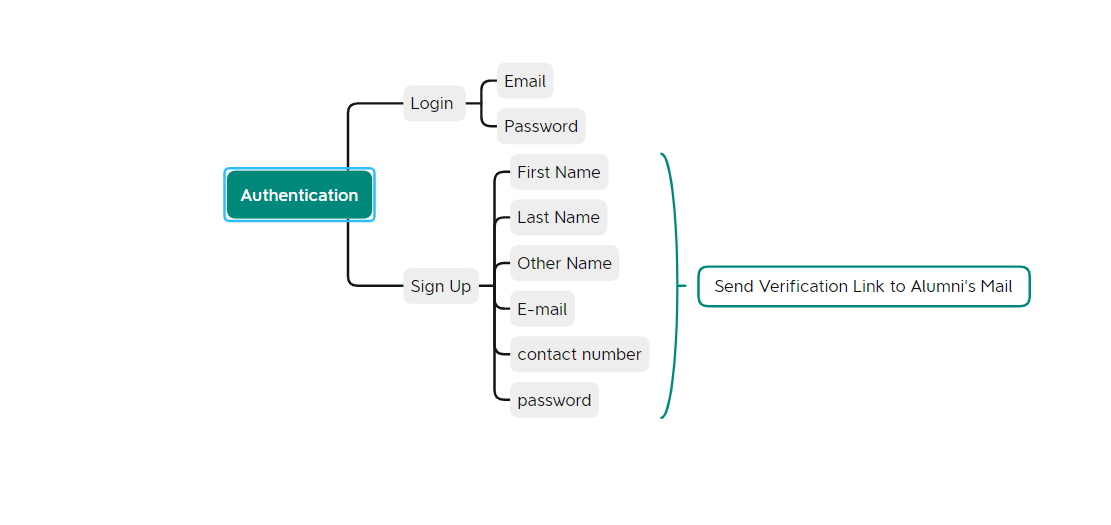 Authentication
Login
Email
Password
Sign Up
First Name
Last Name
Other Name
E-mail
contact number
password
Send Verification Link to Alumni's Mail